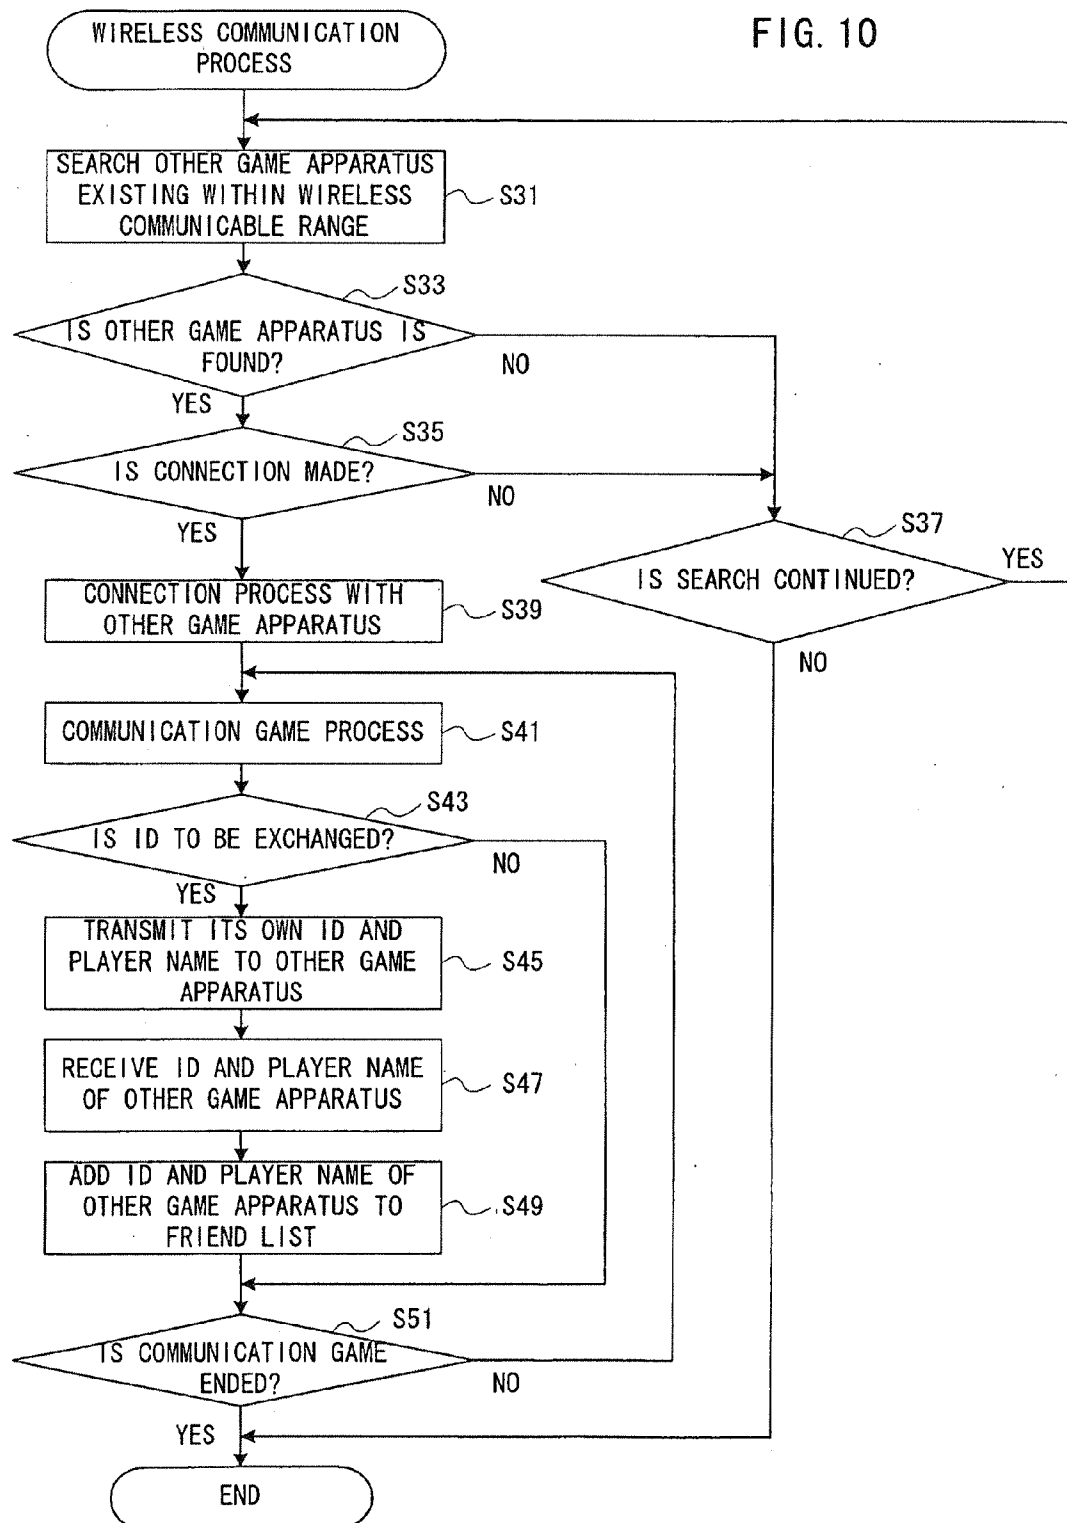 FIG. 10
WIRELESS COMMUNICATION
PROCESS
SEARCH OTHER GAME APPARATUS
EXISTING WITHIN WIRELESS
COMMUNICABLE RANGE
S31
S33
IS OTHER GAME APPARATUS IS
FOUND?
NO
YES
S35
IS CONNECTION MADE?
NO
YES
S37
IS SEARCH CONTINUED?
YES
NO
CONNECTION PROCESS WITH
OTHER GAME APPARATUS
S39
COMMUNICATION GAME PROCESS
S41
S43
IS ID TO BE EXCHANGED?
NO
YES
TRANSMIT ITS OWN ID AND
PLAYER NAME TO OTHER GAME
APPARATUS
S45
RECEIVE ID AND PLAYER NAME
OF OTHER GAME APPARATUS
S47
ADD ID AND PLAYER NAME OF
OTHER GAME APPARATUS TO
FRIEND LIST
S49
S51
IS COMMUNICATION GAME
ENDED?
NO
YES
END